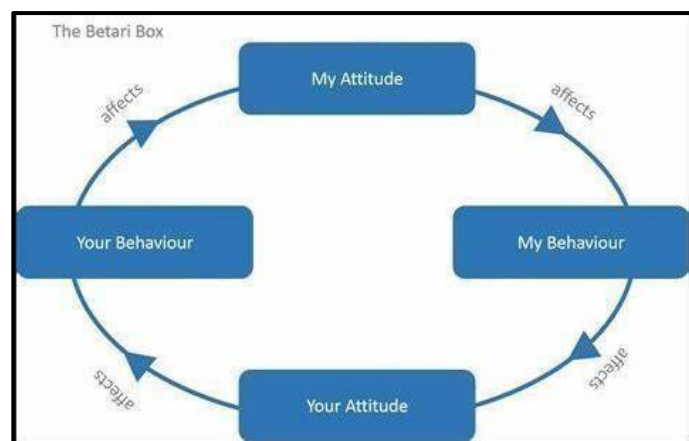 The Betari Box
My Attitude
affects
affects
Your Behaviour
My Behaviour
affects
affects
Your Attitude